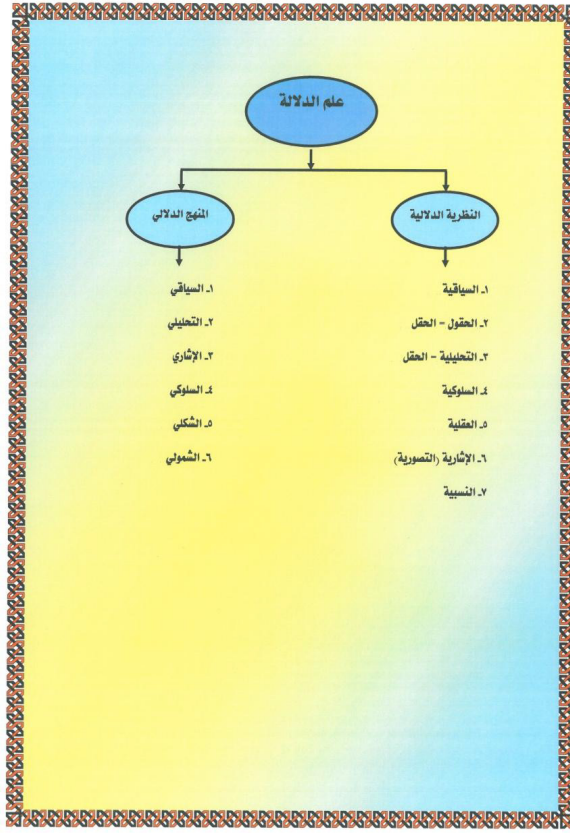 علم الدلالة
النظرية الدلالية
١ـ السياقية
٢ـ الحقول - الحقل
٣ـ التحليلية - الحقل
٤ـ السلوكية
٥ـ العقلية
٦ـ الإشارية (التصورية)
٧ـ النسبية
المنهج الدلالي
١ـ السياقي
٢ـ التحليلي
٣ـ الإشاري
٤ـ السلوكي
٥ـ الشكلي
٦ـ الشمولي